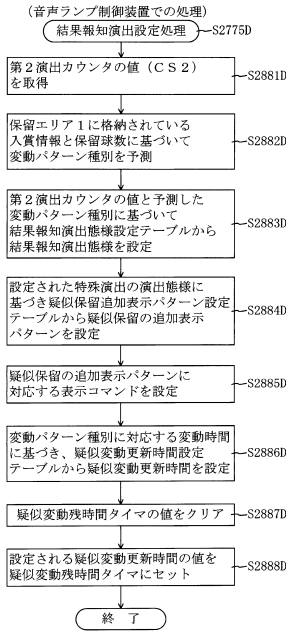 (音声ランプ制御装置での処理)
結果報知演出設定処理
S2775D
第2演出カウンタの値(CS2)
を取得
S2881D
保留エリア1に格納されている
入賞情報と保留球数に基づいて
変動パターン種別を予測
S2882D
第2演出カウンタの値と予測した
変動パターン種別に基づいて
結果報知演出態様設定テーブルから
結果報知演出態様を設定
S2883D
設定された特殊演出の演出態様に
基づき疑似保留追加表示パターン設定
テーブルから疑似保留の追加表示
パターンを設定
S2884D
疑似保留の追加表示パターンに
対応する表示コマンドを設定
S2885D
変動パターン種別に対応する変動時間
に基づき、疑似変動更新時間設定
テーブルから疑似変動更新時間を設定
S2886D
疑似変動残時間タイマの値をクリア
S2887D
設定される疑似変動更新時間の値を
疑似変動残時間タイマにセット
S2888D
終了